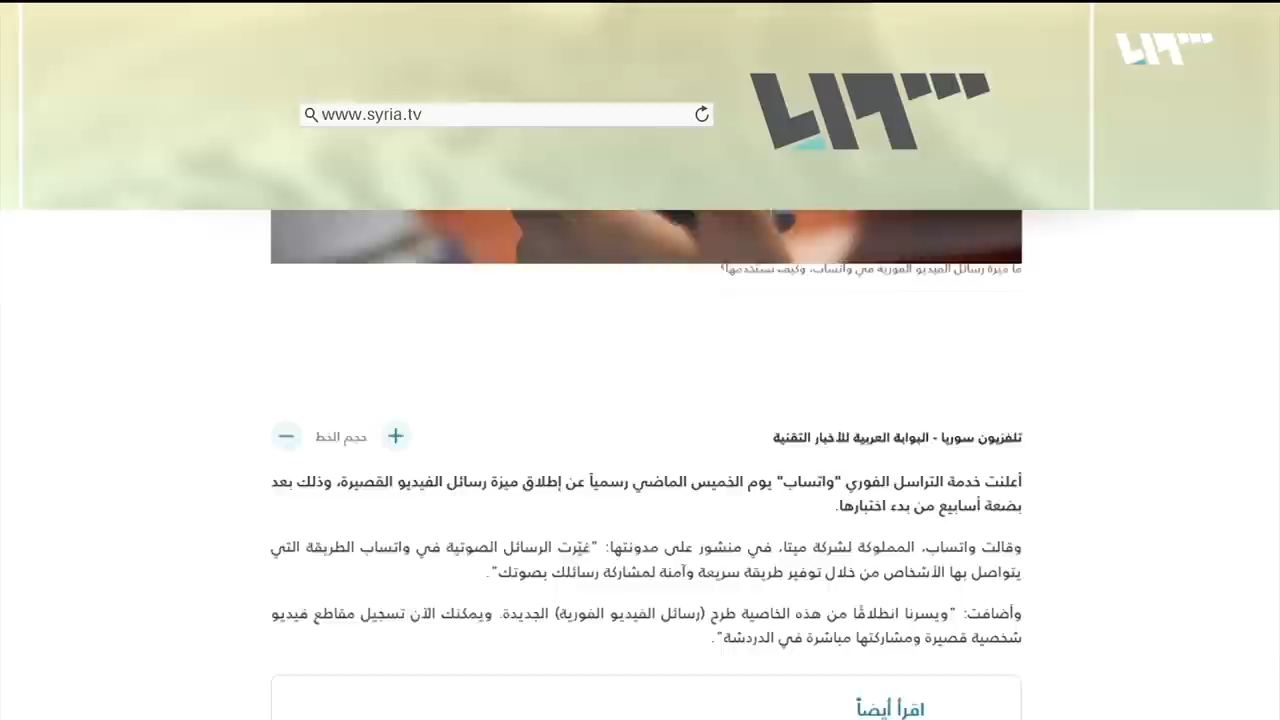 www.syria.tv
ما ميزة رسائل الفيديو الفورية في واتساب، وكيف تستخدمها؟
حجم الخط
تلفزيون سوريا - البوابة العربية للأخبار التقنية
أعلنت خدمة التراسل الفوري "واتساب" يوم الخميس الماضي رسمياً عن إطلاق ميزة رسائل الفيديو القصيرة، وذلك بعد
بضعة أسابيع من بدء اختبارها.
وقالت واتساب، المملوكة لشركة ميتا، في منشور على مدونتها: "غيّرت الرسائل الصوتية في واتساب الطريقة التي
يتواصل بها الأشخاص من خلال توفير طريقة سريعة وآمنة لمشاركة رسائلك بصوتك".
وأضافت: "ويسرنا انطلاقًا من هذه الخاصية طرح (رسائل الفيديو الفورية) الجديدة. ويمكنك الآن تسجيل مقاطع فيديو
شخصية قصيرة ومشاركتها مباشرة في الدردشة".
اقرأ أيضاً